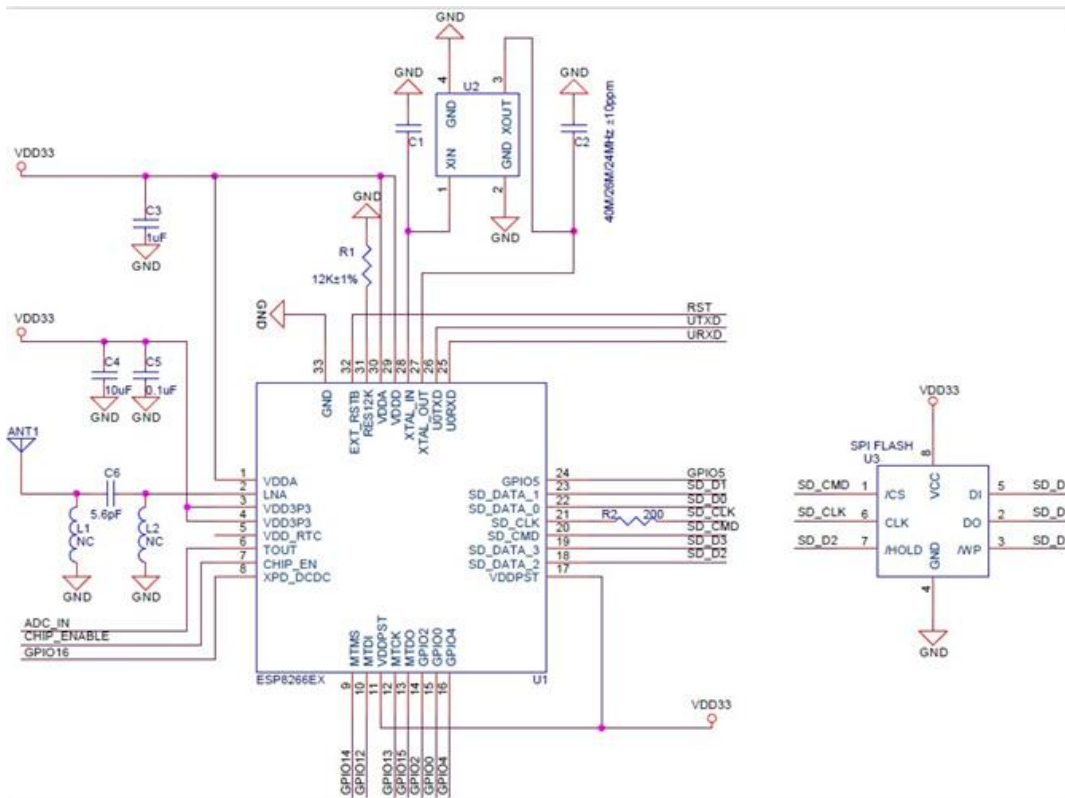 GND
GND
4
3
GND
U2
GND
XOUT
C1
C2
XIN
GND
1
2
40M/26M/24MHz ±10ppm
GND
VDD33
C3
1uF
GND
GND
R1
12K±1%
GND
RST
UTXD
URXD
VDD33
C4
C5
10uF
0.1uF
GND
GND
33
32
31
30
29
28
27
26
25
GND
EXT_RSTB
RES12K
VDDA
VDDD
XTAL_IN
XTAL_OUT
U0TXD
U0RXD
ANT1
C6
5.6pF
L1
NC
L2
NC
GND
GND
1 VDDA
2 LNA
3 VDD3P3
4 VDD3P3
5 VDD_RTC
6 TOUT
7 CHIP_EN
8 XPD_DCDC
ADC_IN
CHIP_ENABLE
GPIO16
GPIO5 24 GPIO5
SD_DATA_1 23 SD_D1
SD_DATA_0 22 SD_D0
SD_CLK 21 R2 200 SD_CLK
SD_CMD 20 SD_CMD
SD_DATA_3 19 SD_D3
SD_DATA_2 18 SD_D2
VDDPST 17
MTMS
MTDI
VDDPST
MTCK
MTDO
GPIO2
GPIO0
GPIO4
ESP8266EX
U1
9
10
11
12
13
14
15
16
GPIO14
GPIO12
GPIO13
GPIO15
GPIO2
GPIO0
GPIO4
VDD33
VDD33
SPI FLASH
U3
8
VCC
SD_CMD 1 /CS
DI 5 SD_D
SD_CLK 6 CLK
DO 2 SD_D
SD_D2 7 /HOLD
/WP 3 SD_D
GND
4
GND